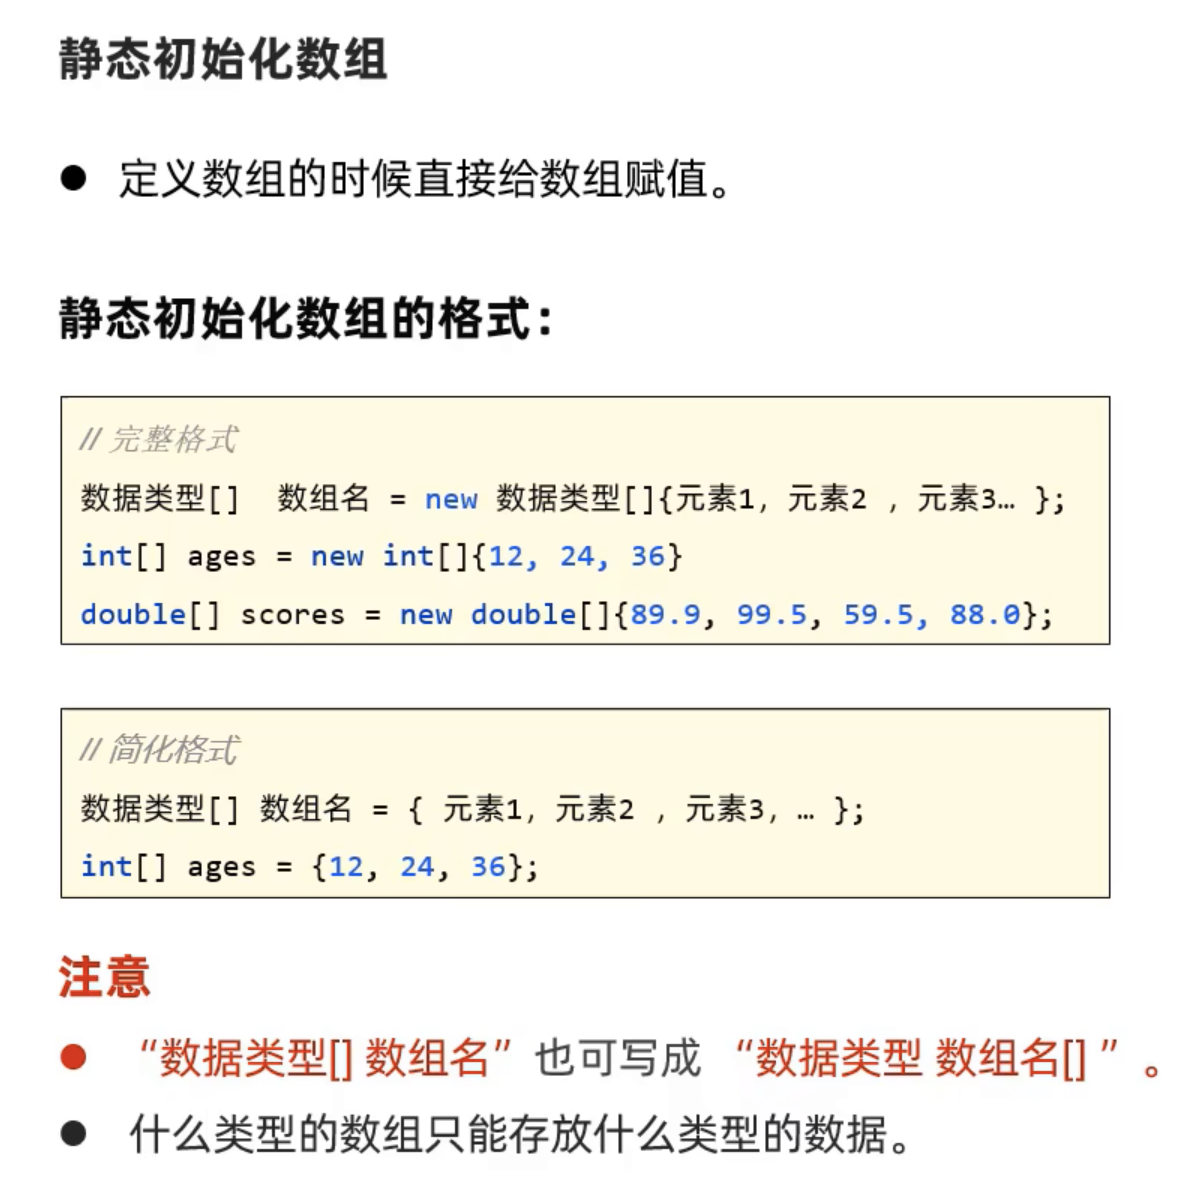 静态初始化数组
● 定义数组的时候直接给数组赋值。
静态初始化数组的格式：
// 完整格式
数据类型[]  数组名 = new 数据类型[]{元素1，元素2 ，元素3… };
int[] ages = new int[]{12, 24, 36}
double[] scores = new double[]{89.9, 99.5, 59.5, 88.0};
// 简化格式
数据类型[] 数组名 = { 元素1，元素2 ，元素3，… };
int[] ages = {12, 24, 36};
注意
● “数据类型[] 数组名”也可写成 “数据类型 数组名[] ” 。
● 什么类型的数组只能存放什么类型的数据。